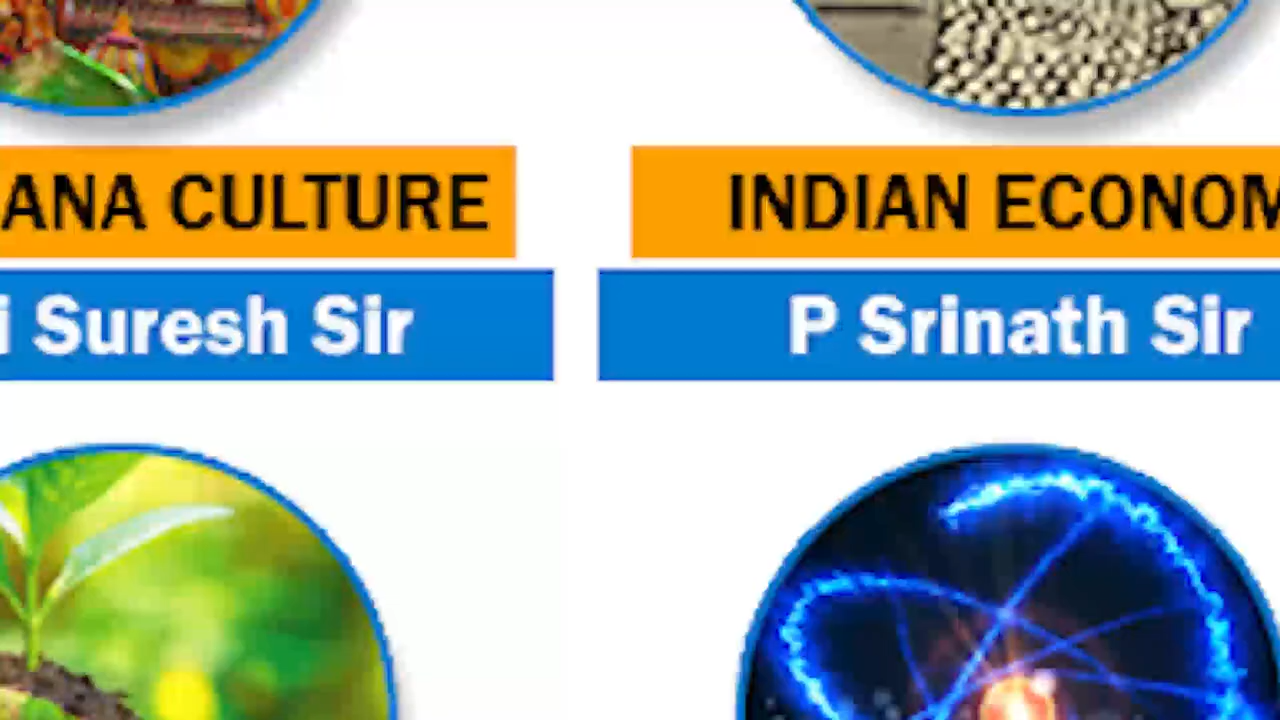 ANA CULTURE
INDIAN ECONOM
i Suresh Sir
P Srinath Sir